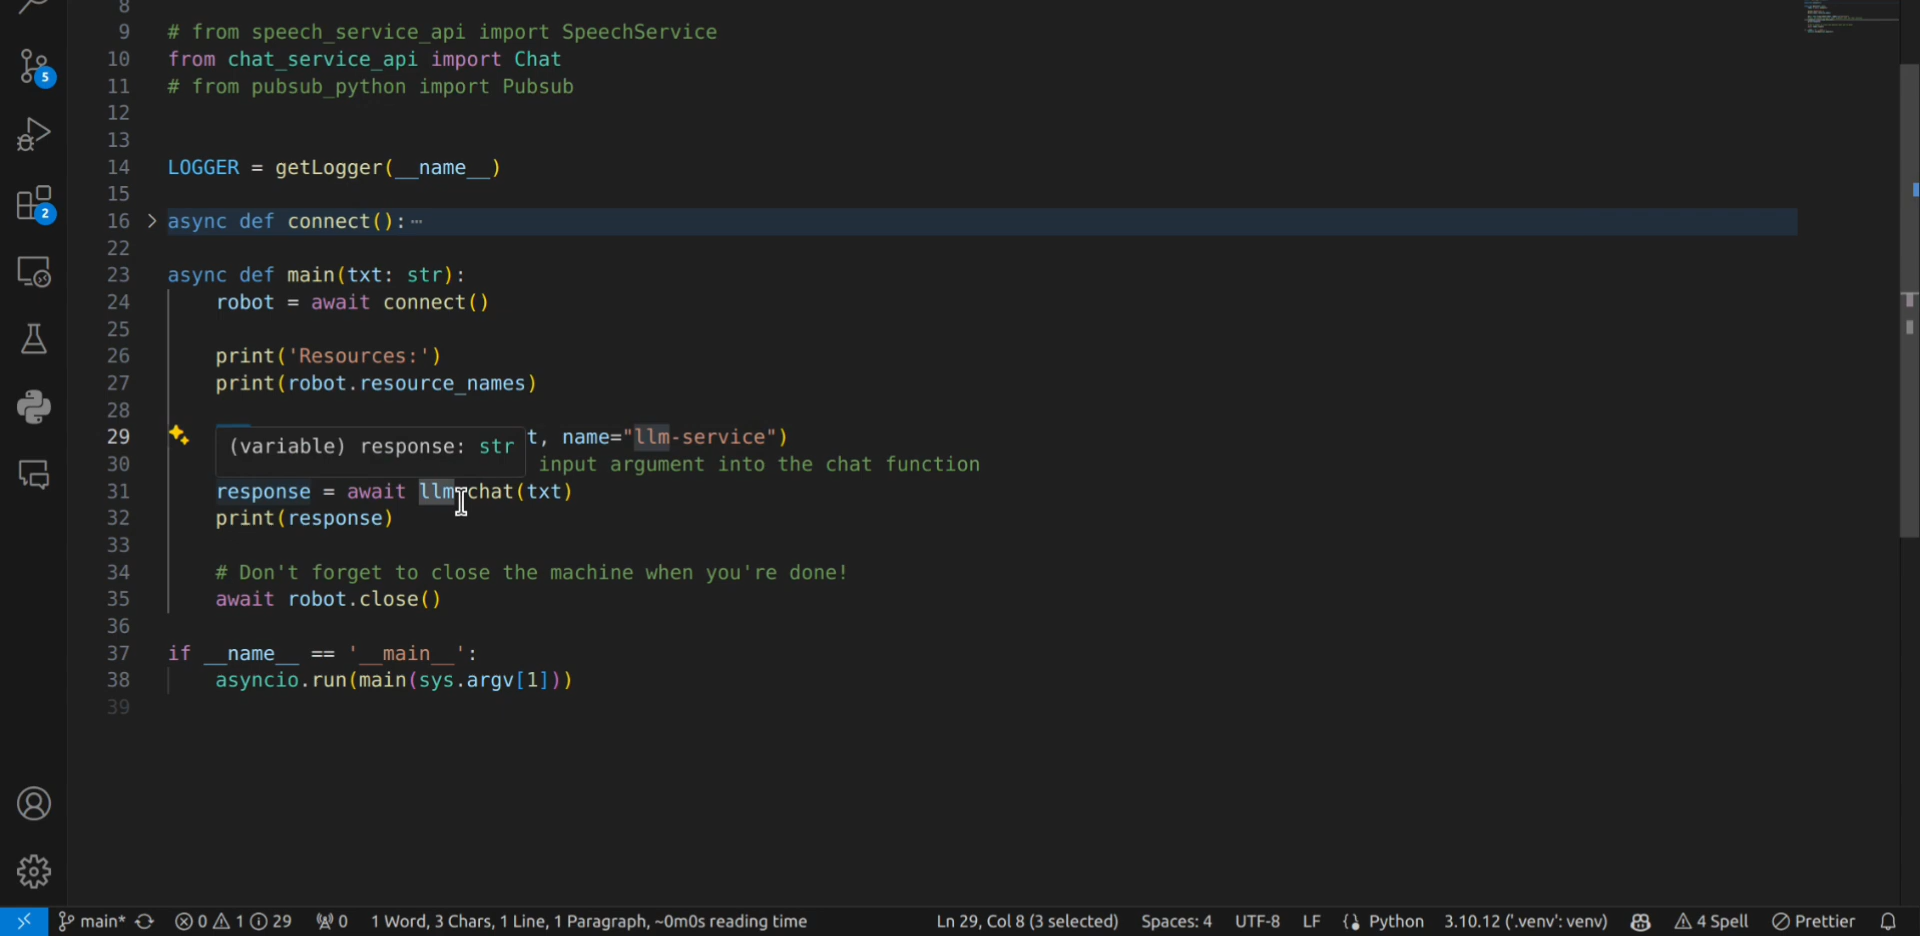 8
9 # from speech_service_api import SpeechService
10 from chat_service_api import Chat
11 # from pubsub_python import Pubsub
12
13
14 LOGGER = getLogger(__name__)
15
16 async def connect():⋯
22
23 async def main(txt: str):
24 robot = await connect()
25
26 print('Resources:')
27 print(robot.resource_names)
28
29 t, name="llm-service")
(variable) response: str
30 input argument into the chat function
31 response = await llm chat(txt)
32 print(response)
33
34 # Don't forget to close the machine when you're done!
35 await robot.close()
36
37 if __name__ == '__main__':
38 asyncio.run(main(sys.argv[1]))
39
5
2
main* 0 1 29 0 1 Word, 3 Chars, 1 Line, 1 Paragraph, ~0m0s reading time Ln 29, Col 8 (3 selected) Spaces: 4 UTF-8 LF {} Python 3.10.12 ('.venv': venv) 4 Spell Prettier